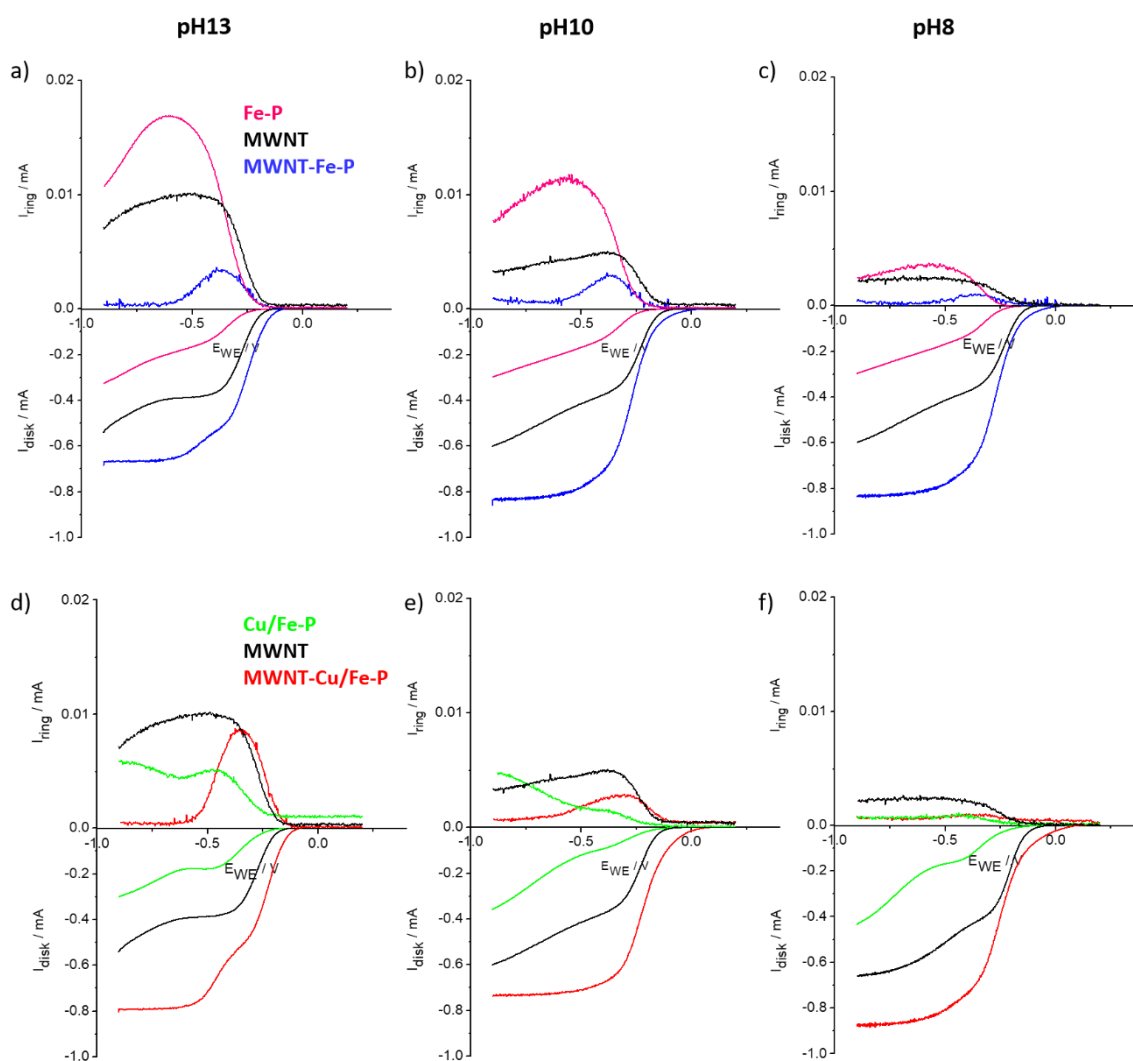 pH13 pH10 pH8
a) b) c)
0.02 0.02 0.02
Fe-P
MWNT
MWNT-Fe-P
I_ring / mA I_ring / mA I_ring / mA
0.01 0.01 0.01
0.0 0.0 0.0
-1.0 -0.5 0.0 -1.0 -0.5 0.0 -1.0 -0.5 0.0
E_WE / V E_WE / V E_WE / V
-0.2 -0.2 -0.2
-0.4 -0.4 -0.4
I_disk / mA I_disk / mA I_disk / mA
-0.6 -0.6 -0.6
-0.8 -0.8 -0.8
-1.0 -1.0 -1.0
d) e) f)
0.02 0.02 0.02
Cu/Fe-P
MWNT
MWNT-Cu/Fe-P
I_ring / mA I_ring / mA I_ring / mA
0.01 0.01 0.01
0.0 0.0 0.0
-1.0 -0.5 0.0 -1.0 -0.5 0.0 -1.0 -0.5 0.0
E_WE / V E_WE / V E_WE / V
-0.2 -0.2 -0.2
-0.4 -0.4 -0.4
I_disk / mA I_disk / mA I_disk / mA
-0.6 -0.6 -0.6
-0.8 -0.8 -0.8
-1.0 -1.0 -1.0